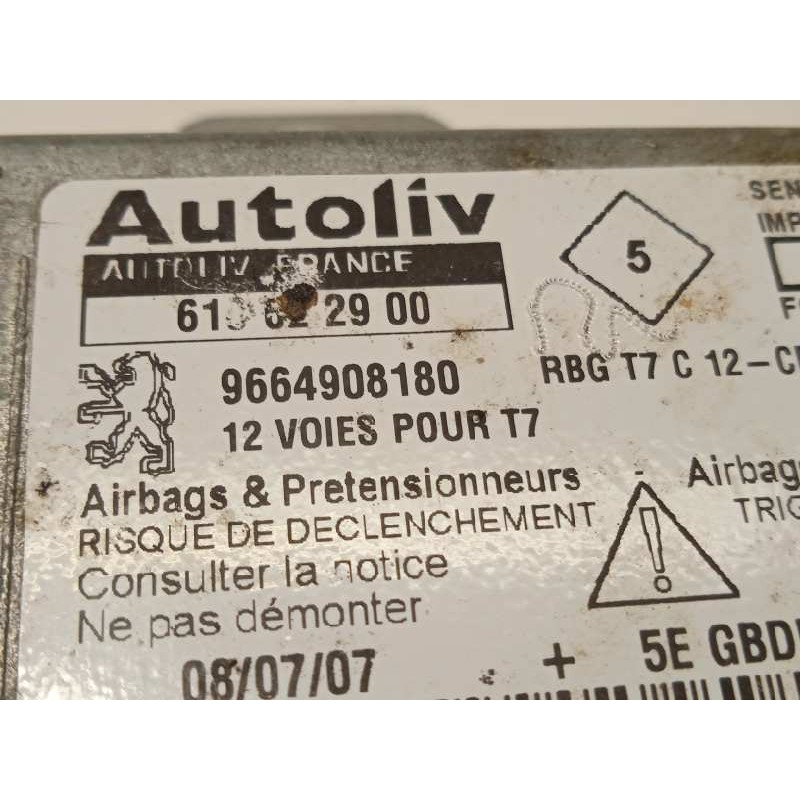 Autoliv
AUTOLIV FRANCE
2900
5
9664908180
12 VOIES POUR T7
RBG T7 C 12-
Airbags & Pretensionneurs
RISQUE DE DECLENCHEMENT
Consulter la notice
Ne pas démonter
08/07/07
+ 5E